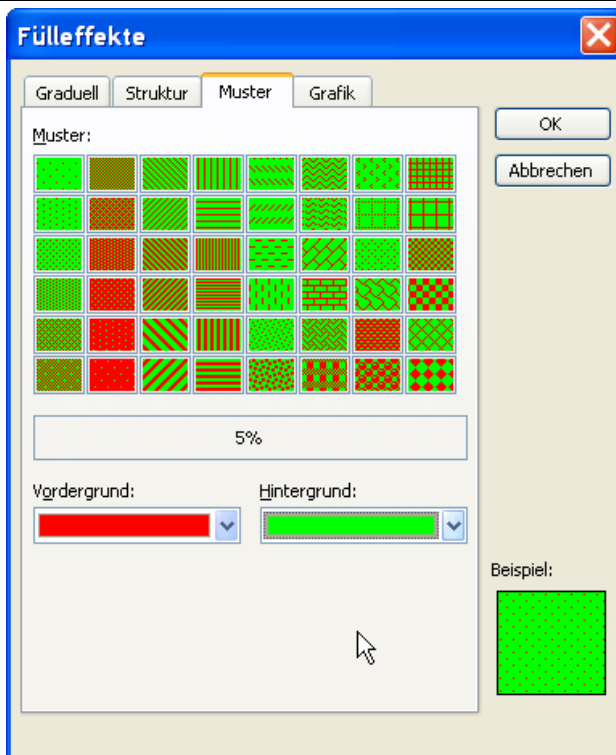 Fülleffekte
Graduell Struktur Muster Grafik
OK
Muster:
Abbrechen
5%
Vordergrund: Hintergrund:
Beispiel: